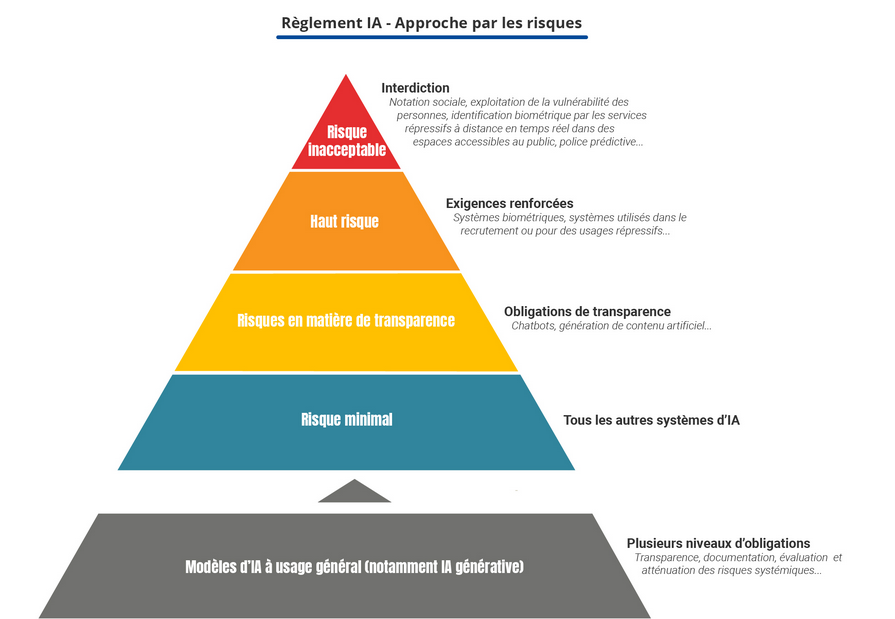 Règlement IA - Approche par les risques
Interdiction
Notation sociale, exploitation de la vulnérabilité des
personnes, identification biométrique par les services
répressifs à distance en temps réel dans des
espaces accessibles au public, police prédictive...
Risque
inacceptable
Exigences renforcées
Systèmes biométriques, systèmes utilisés dans le
recrutement ou pour des usages répressifs...
Haut risque
Obligations de transparence
Chatbots, génération de contenu artificiel...
Risques en matière de transparence
Risque minimal
Tous les autres systèmes d’IA
Plusieurs niveaux d’obligations
Transparence, documentation, évaluation et
atténuation des risques systémiques...
Modèles d’IA à usage général (notamment IA générative)